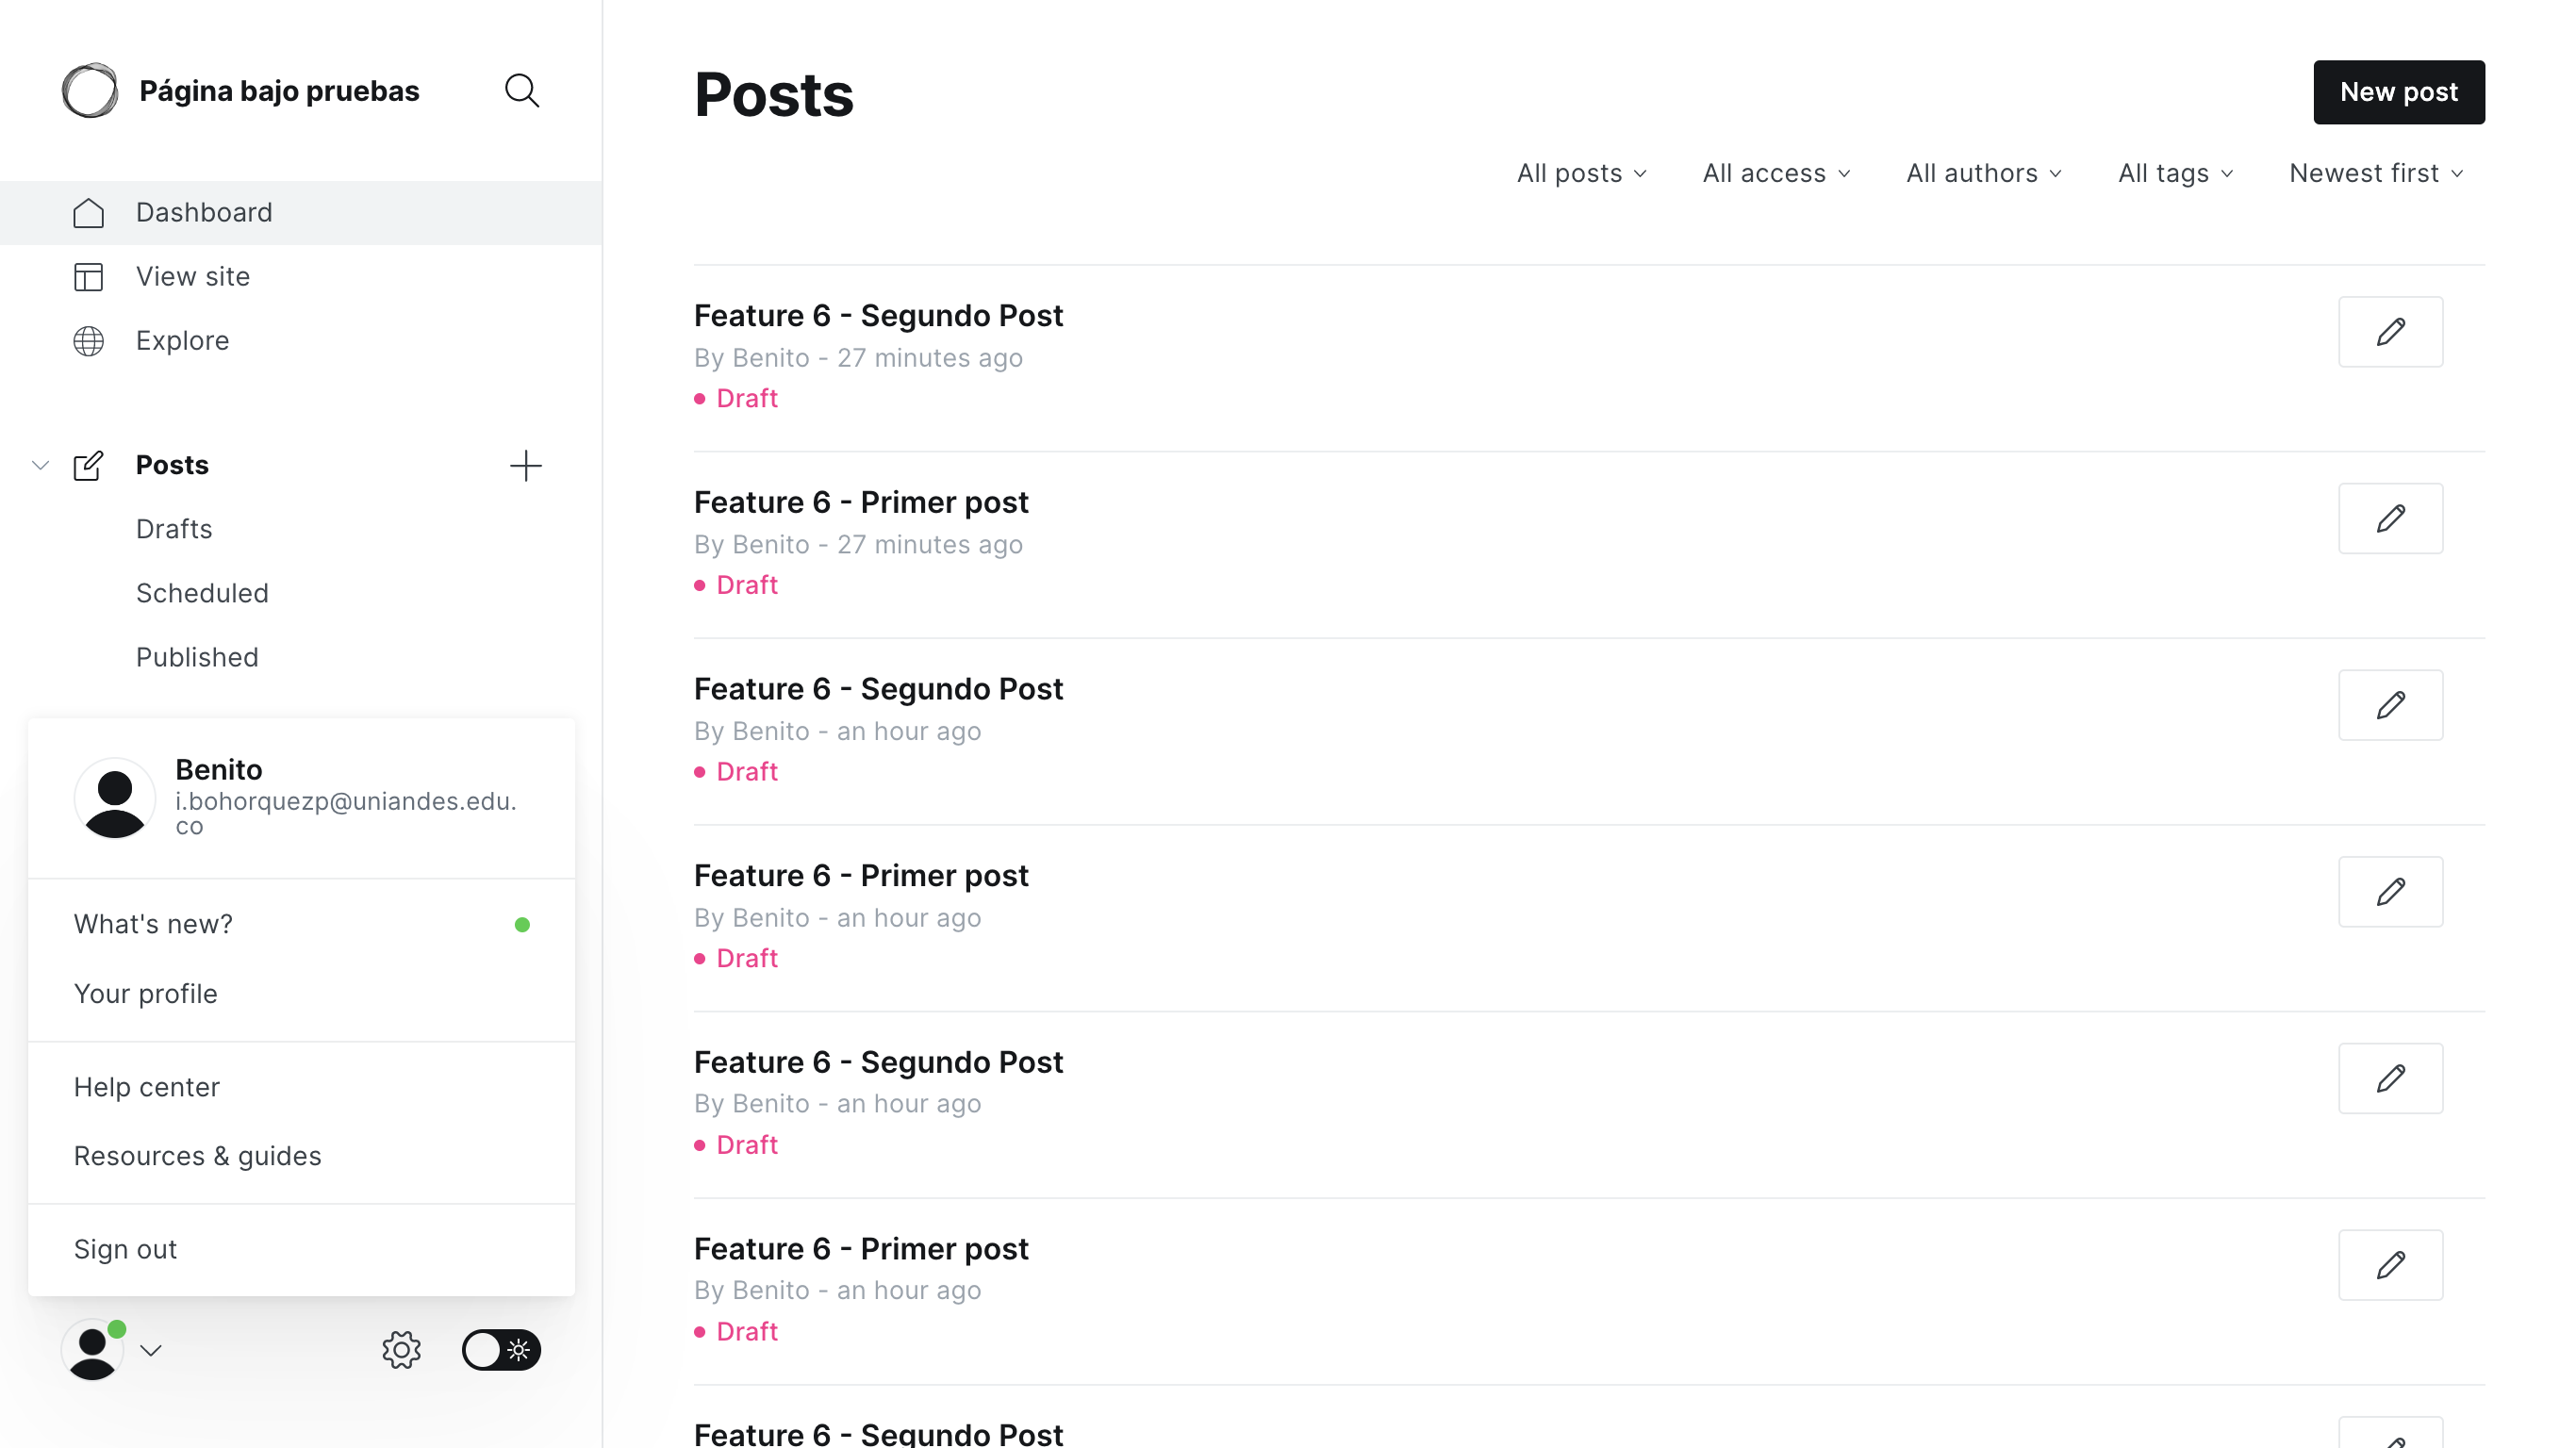 Página bajo pruebas
Dashboard
View site
Explore
Posts
Drafts
Scheduled
Published
Benito
i.bohorquezp@uniandes.edu.
co
What's new?
Your profile
Help center
Resources & guides
Sign out
Posts
New post
All posts
All access
All authors
All tags
Newest first
Feature 6 - Segundo Post
By Benito - 27 minutes ago
Draft
Feature 6 - Primer post
By Benito - 27 minutes ago
Draft
Feature 6 - Segundo Post
By Benito - an hour ago
Draft
Feature 6 - Primer post
By Benito - an hour ago
Draft
Feature 6 - Segundo Post
By Benito - an hour ago
Draft
Feature 6 - Primer post
By Benito - an hour ago
Draft
Feature 6 - Segundo Post